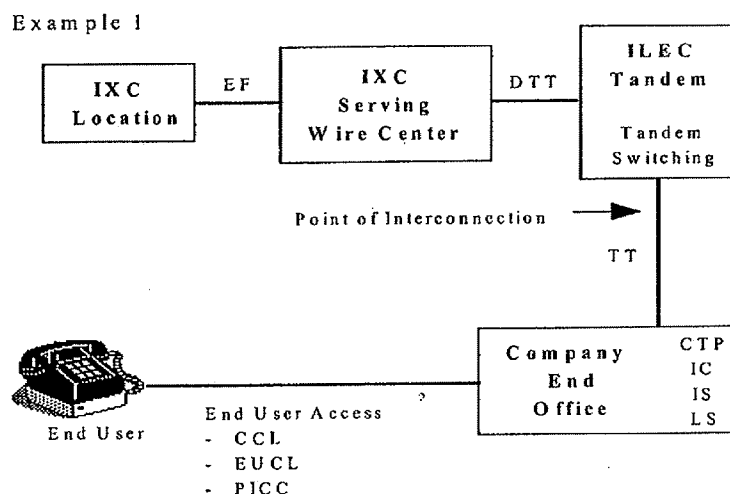 Example 1
IXC
Location
EF
IXC
Serving
Wire Center
DTT
ILEC
Tandem
Tandem
Switching
Point of Interconnection
TT
Company
End
Office
CTP
IC
IS
LS
End User
?
End User Access
- CCL
- EUCL
- PICC